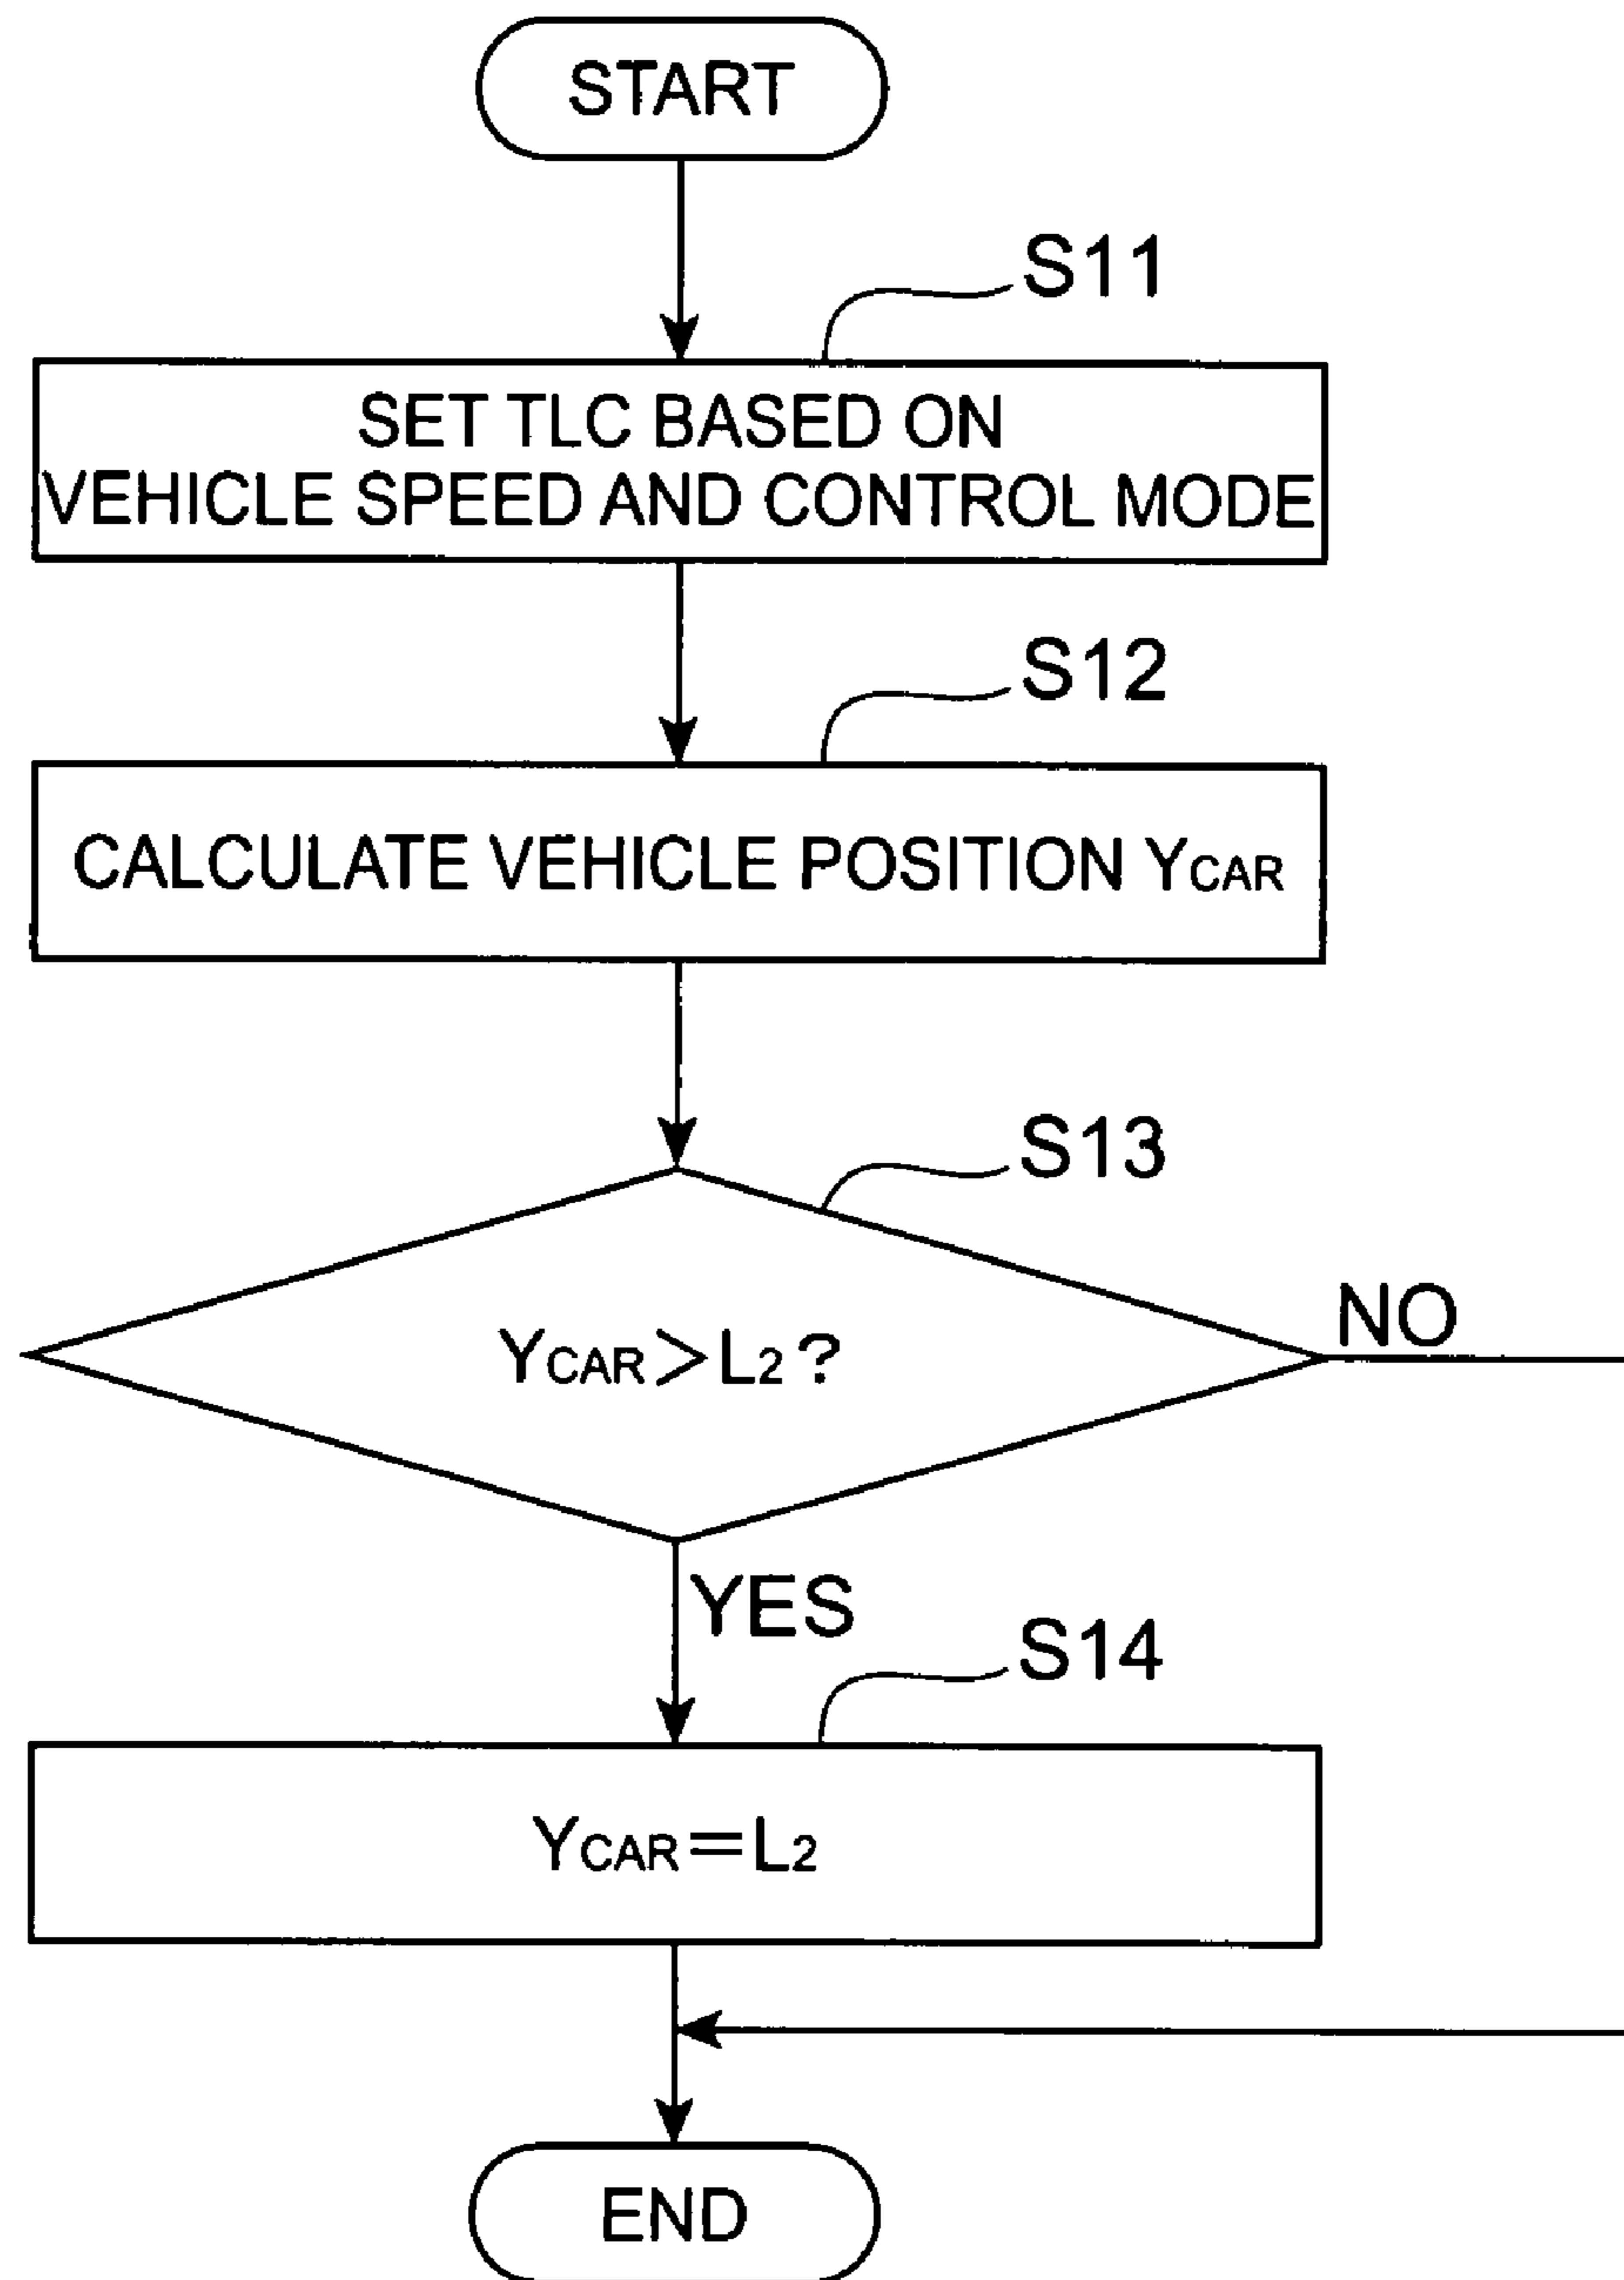 START
S11
SET TLC BASED ON
VEHICLE SPEED AND CONTROL MODE
S12
CALCULATE VEHICLE POSITION YCAR
S13
YCAR>L2?
NO
YES
S14
YCAR=L2
END